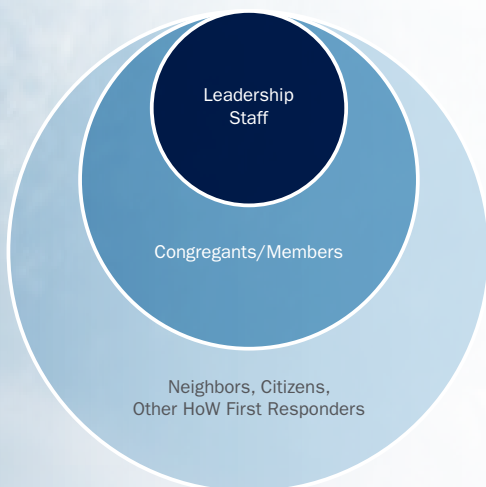 Leadership
Staff
Congregants/Members
Neighbors, Citizens,
Other HoW First Responders